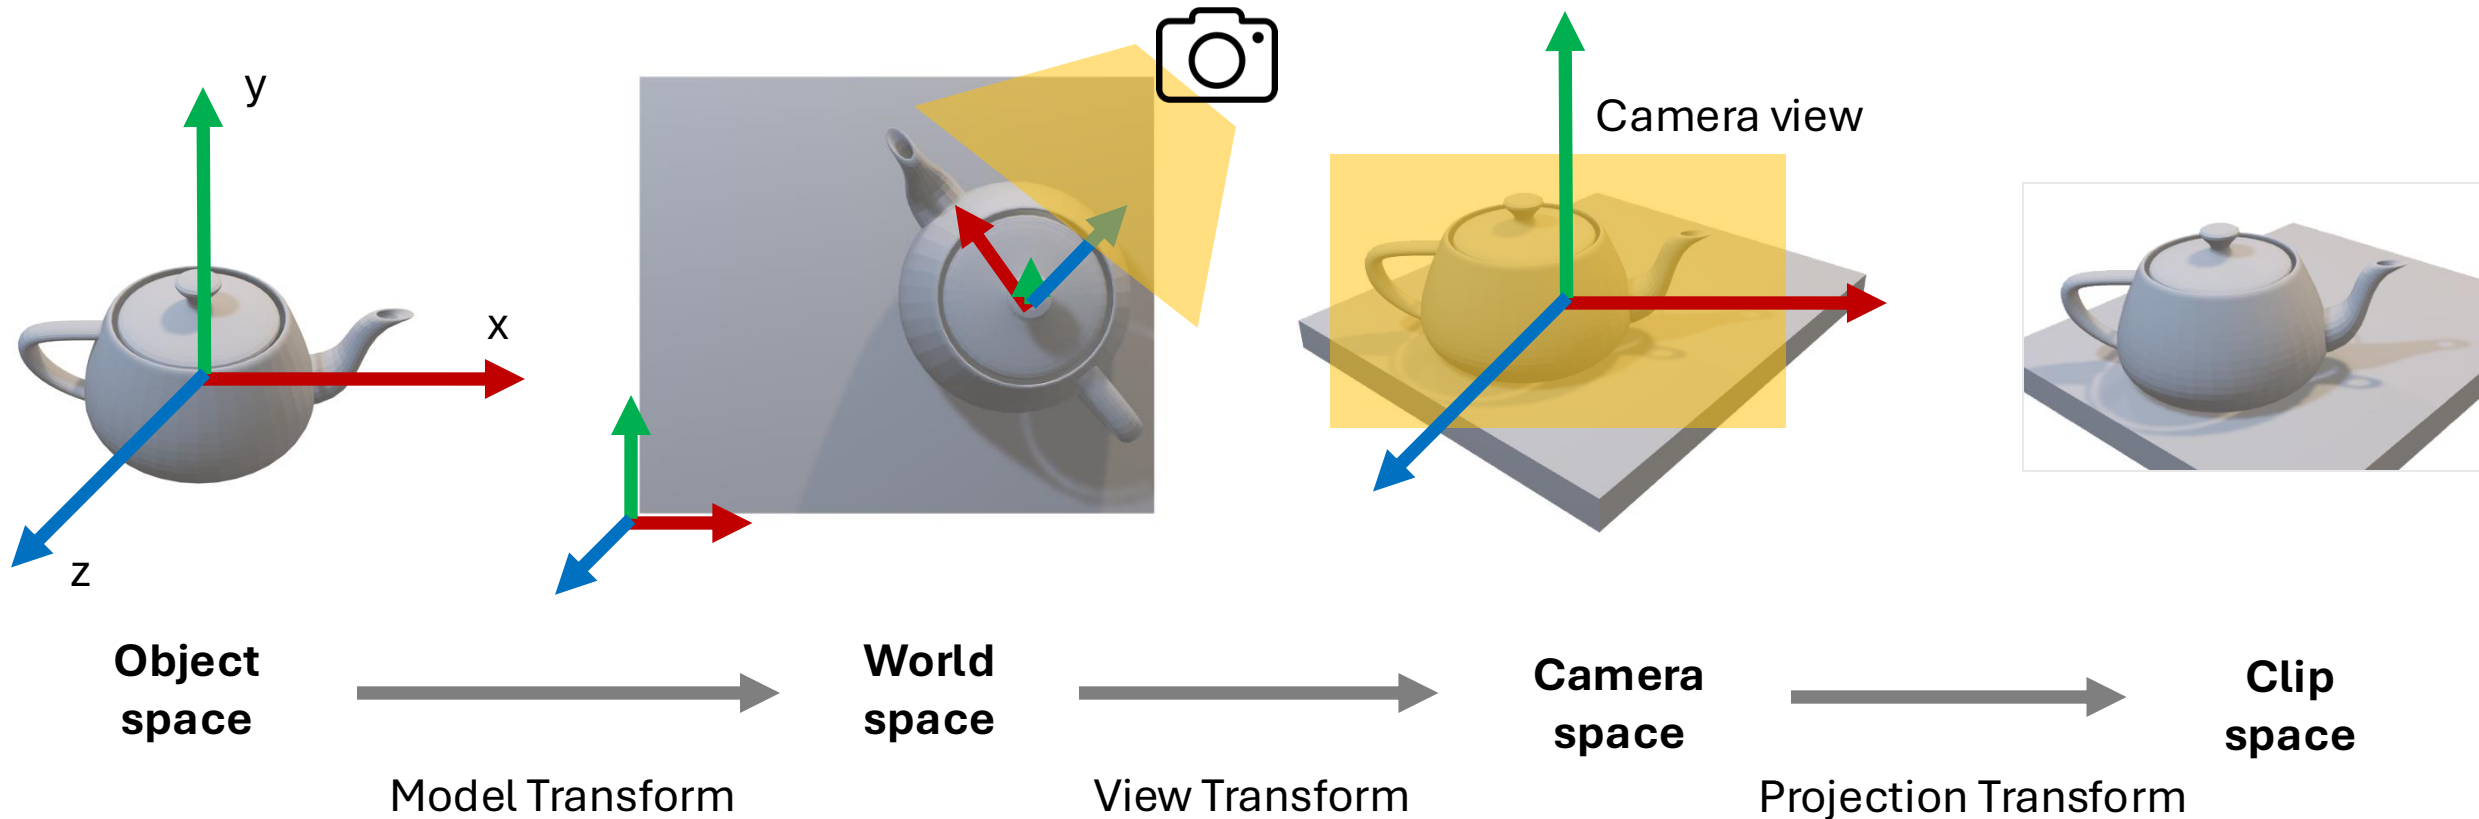 y
x
z
Camera view
Object
space
World
space
Camera
space
Clip
space
Model Transform
View Transform
Projection Transform